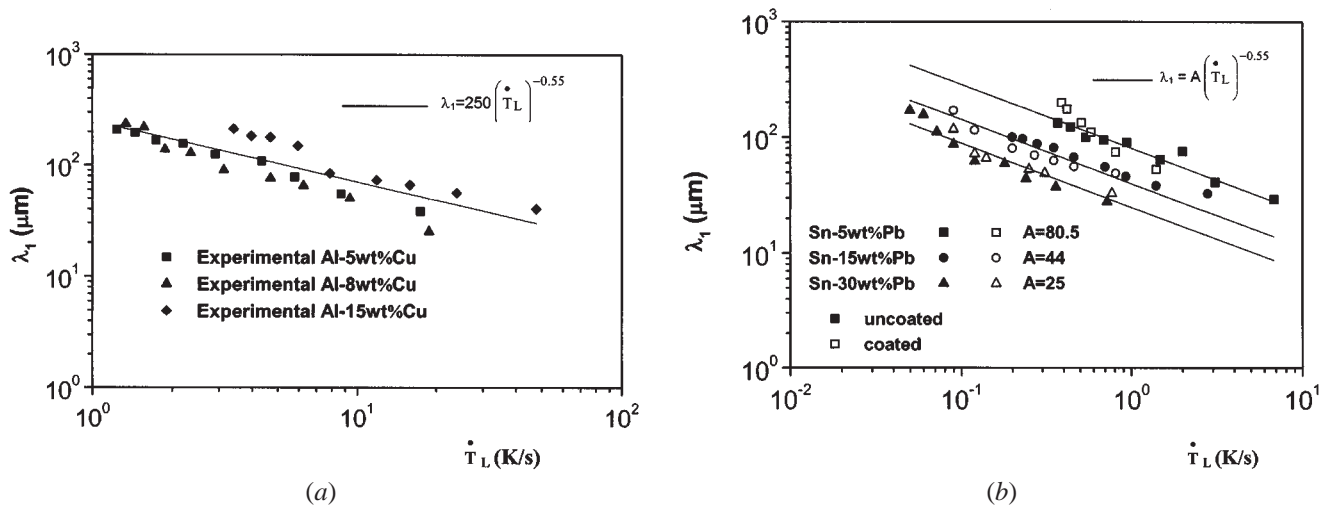 10³
10²
10¹
10⁰
λ₁ (μm)
λ₁=250(Ṫ_L)^−0.55
Experimental Al-5wt%Cu
Experimental Al-8wt%Cu
Experimental Al-15wt%Cu
10⁰ 10¹ 10²
Ṫ_L (K/s)
(a)
10³
10²
10¹
10⁰
λ₁ (μm)
λ₁ = A(Ṫ_L)^−0.55
Sn-5wt%Pb A=80.5
Sn-15wt%Pb A=44
Sn-30wt%Pb A=25
uncoated
coated
10⁻² 10⁻¹ 10⁰ 10¹
Ṫ_L (K/s)
(b)